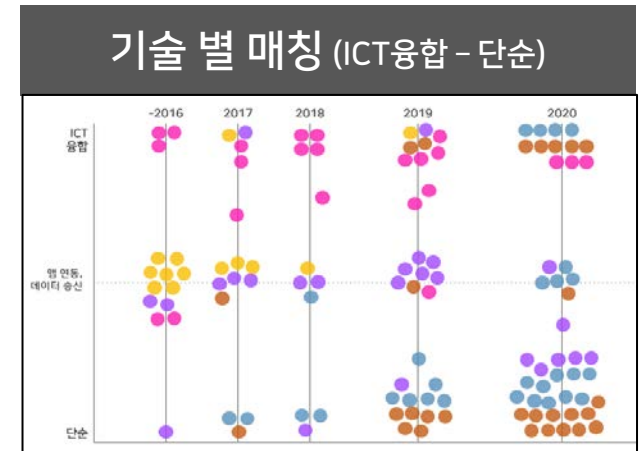 기술 별 매칭 (ICT융합 – 단순)
-2016 2017 2018 2019 2020
ICT
융합
앱 연동,
데이터 송신
단순